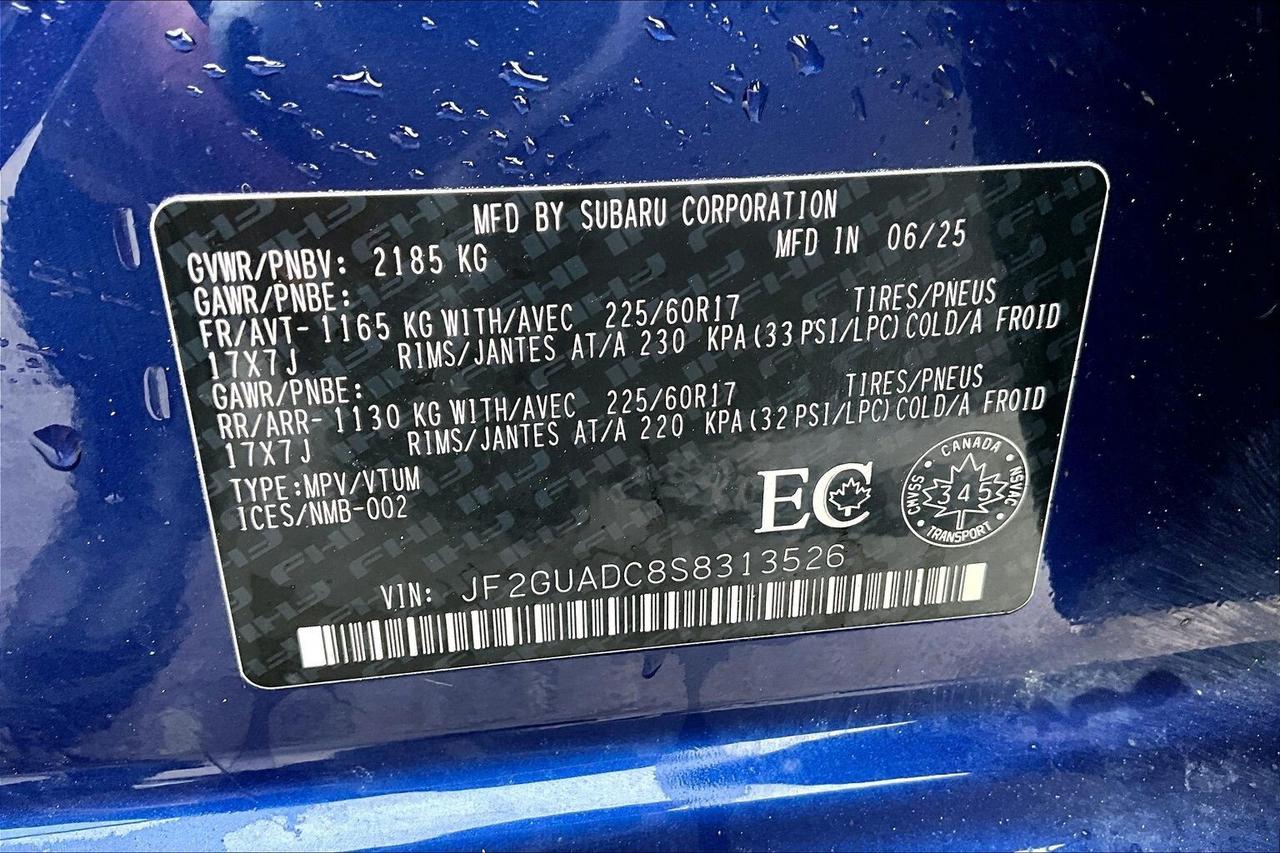 MFD BY SUBARU CORPORATION
GVWR/PNBV: 2185 KG MFD IN 06/25
GAWR/PNBE:
FR/AVT- 1165 KG WITH/AVEC 225/60R17 TIRES/PNEUS
17X7J RIMS/JANTES AT/A 230 KPA (33 PSI/LPC) COLD/A FROID
GAWR/PNBE:
RR/ARR- 1130 KG WITH/AVEC 225/60R17 TIRES/PNEUS
17X7J RIMS/JANTES AT/A 220 KPA (32 PSI/LPC) COLD/A FROID
TYPE:MPV/VTUM
ICES/NMB-002
EC
CANADA
CMVSS 345 NSVAC
TRANSPORT
VIN: JF2GUADC8S8313526
FHI